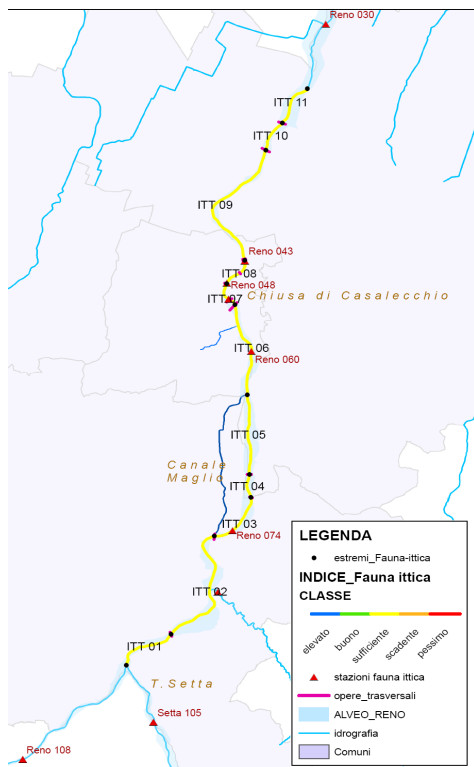 Reno 030
ITT 11
ITT 10
ITT 09
Reno 043
ITT 08
Reno 048
ITT 07
Chiusa di Casalecchio
ITT 06
Reno 060
ITT 05
Canale
Maglio
ITT 04
ITT 03
Reno 074
ITT 02
ITT 01
T.Setta
Setta 105
Reno 108
LEGENDA
estremi_Fauna-ittica
INDICE_Fauna ittica
CLASSE
elevato
buono
sufficiente
scadente
pessimo
stazioni fauna ittica
opere_trasversali
ALVEO_RENO
idrografia
Comuni